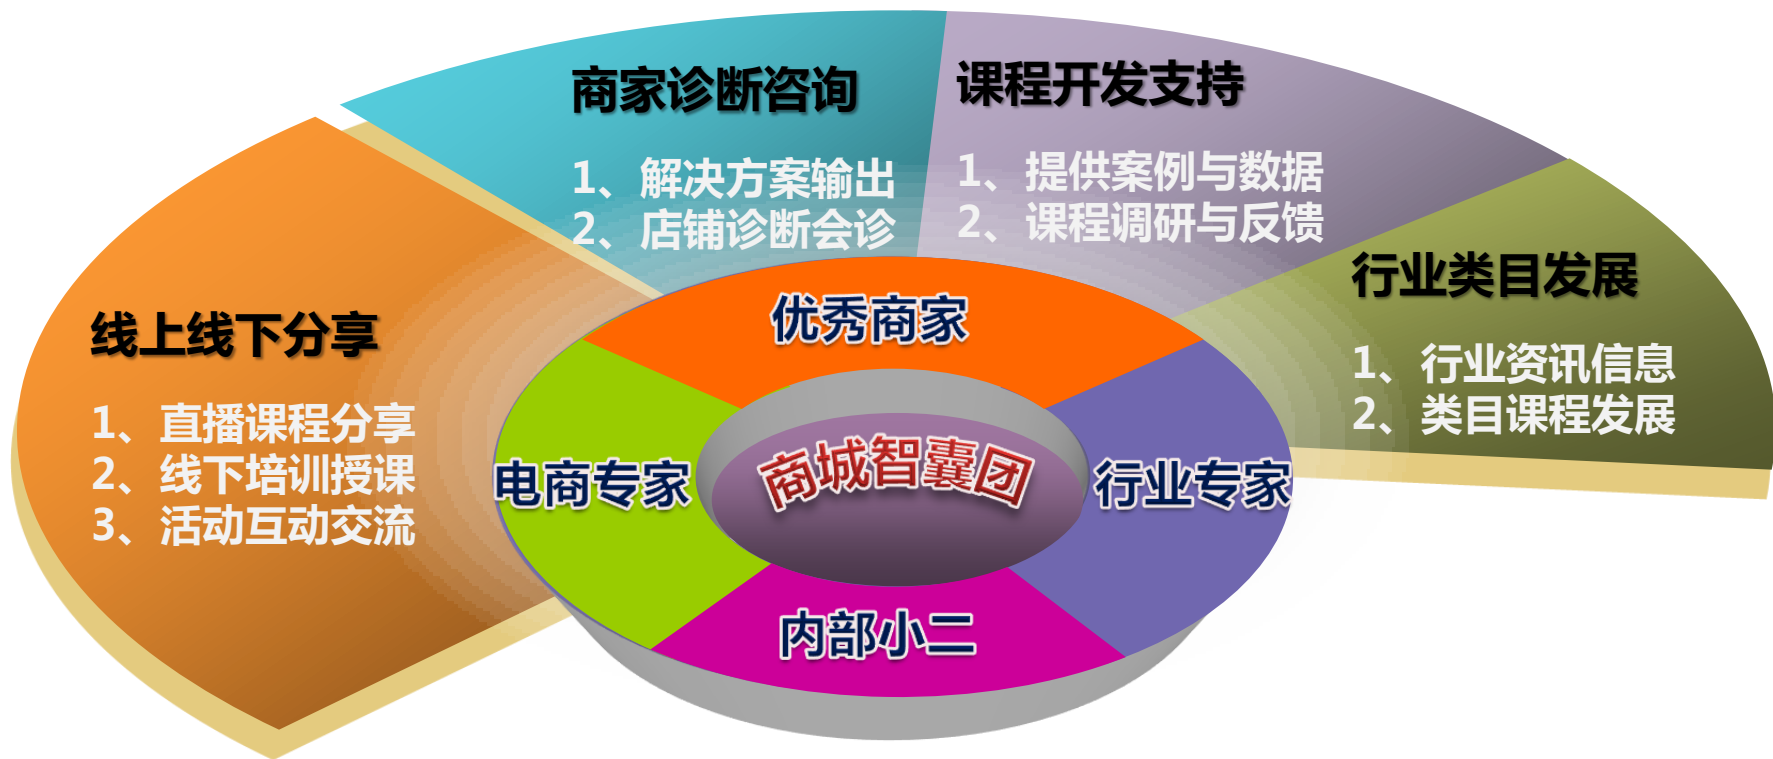 商家诊断咨询
1、解决方案输出
2、店铺诊断会诊
课程开发支持
1、提供案例与数据
2、课程调研与反馈
行业类目发展
1、行业资讯信息
2、类目课程发展
线上线下分享
1、直播课程分享
2、线下培训授课
3、活动互动交流
优秀商家
电商专家
商城智囊团
行业专家
内部小二